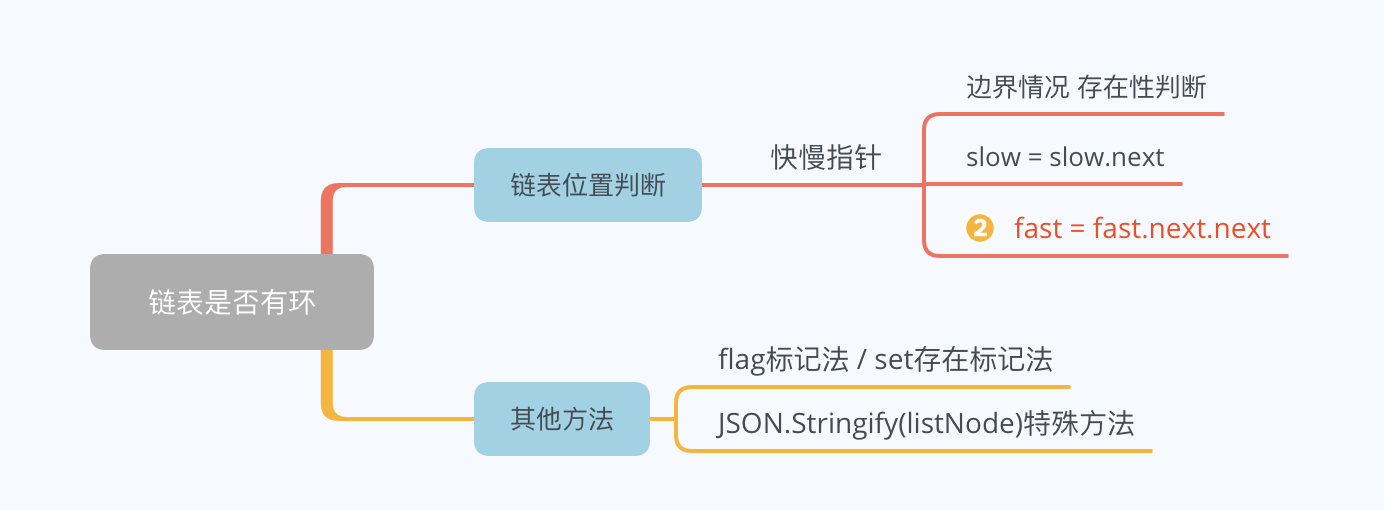 链表是否有环
链表位置判断
快慢指针
边界情况 存在性判断
slow = slow.next
2 fast = fast.next.next
其他方法
flag标记法 / set存在标记法
JSON.Stringify(listNode)特殊方法